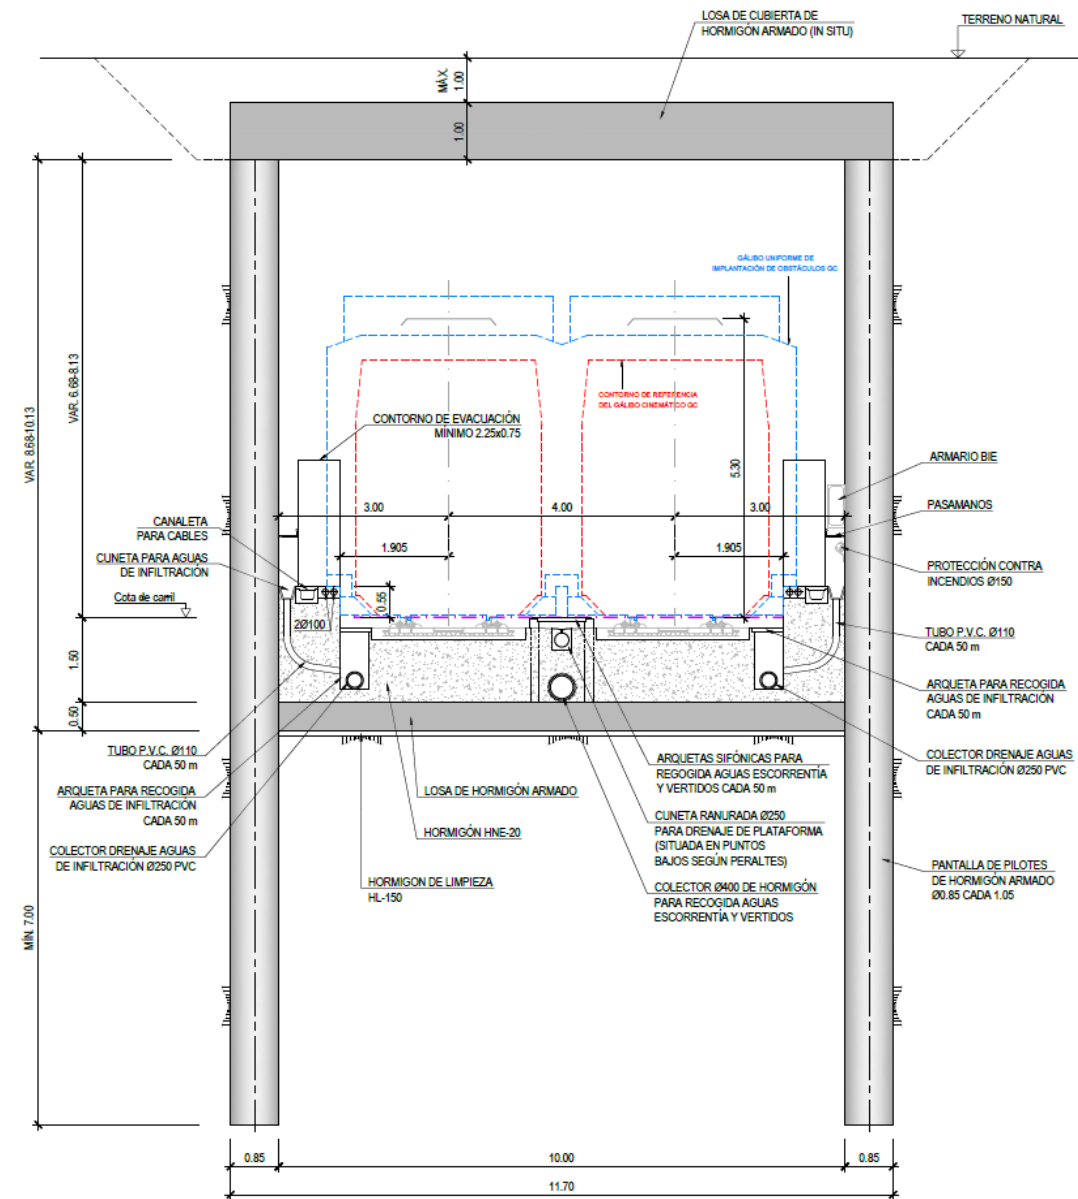 LOSA DE CUBIERTA DE
HORMIGÓN ARMADO (IN SITU)
TERRENO NATURAL
MÁX.
1.00
1.00
GÁLIBO UNIFORME DE
IMPLANTACIÓN DE OBSTÁCULOS GC
CONTORNO DE REFERENCIA
DEL GÁLIBO CINEMÁTICO GC
VAR. 8.68-10.13
VAR. 6.68-8.13
CONTORNO DE EVACUACIÓN
MÍNIMO 2.25x0.75
5.30
ARMARIO BIE
PASAMANOS
3.00
4.00
3.00
CANALETA
PARA CABLES
1.905
1.905
CUNETA PARA AGUAS
DE INFILTRACIÓN
PROTECCIÓN CONTRA
INCENDIOS Ø150
Cota de carril
0.55
2Ø100
TUBO P.V.C. Ø110
CADA 50 m
1.50
0.50
ARQUETA PARA RECOGIDA
AGUAS DE INFILTRACIÓN
CADA 50 m
TUBO P.V.C. Ø110
CADA 50 m
COLECTOR DRENAJE AGUAS
DE INFILTRACIÓN Ø250 PVC
ARQUETA PARA RECOGIDA
AGUAS DE INFILTRACIÓN
CADA 50 m
LOSA DE HORMIGÓN ARMADO
ARQUETAS SIFÓNICAS PARA
REGOGIDA AGUAS ESCORRENTÍA
Y VERTIDOS CADA 50 m
HORMIGÓN HNE-20
CUNETA RANURADA Ø250
PARA DRENAJE DE PLATAFORMA
(SITUADA EN PUNTOS
BAJOS SEGÚN PERALTES)
COLECTOR DRENAJE AGUAS
DE INFILTRACIÓN Ø250 PVC
HORMIGON DE LIMPIEZA
HL-150
COLECTOR Ø400 DE HORMIGÓN
PARA RECOGIDA AGUAS
ESCORRENTÍA Y VERTIDOS
PANTALLA DE PILOTES
DE HORMIGÓN ARMADO
Ø0.85 CADA 1.05
MÍN. 7.00
0.85
10.00
0.85
11.70